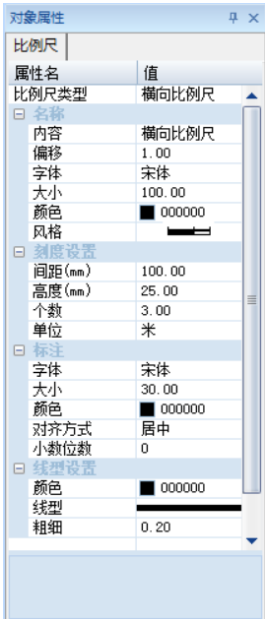 对象属性
比例尺
属性名 值
比例尺类型 横向比例尺
名称
内容 横向比例尺
偏移 1.00
字体 宋体
大小 100.00
颜色 000000
风格
刻度设置
间距(mm) 100.00
高度(mm) 25.00
个数 3.00
单位 米
标注
字体 宋体
大小 30.00
颜色 000000
对齐方式 居中
小数位数 0
线型设置
颜色 000000
线型
粗细 0.20